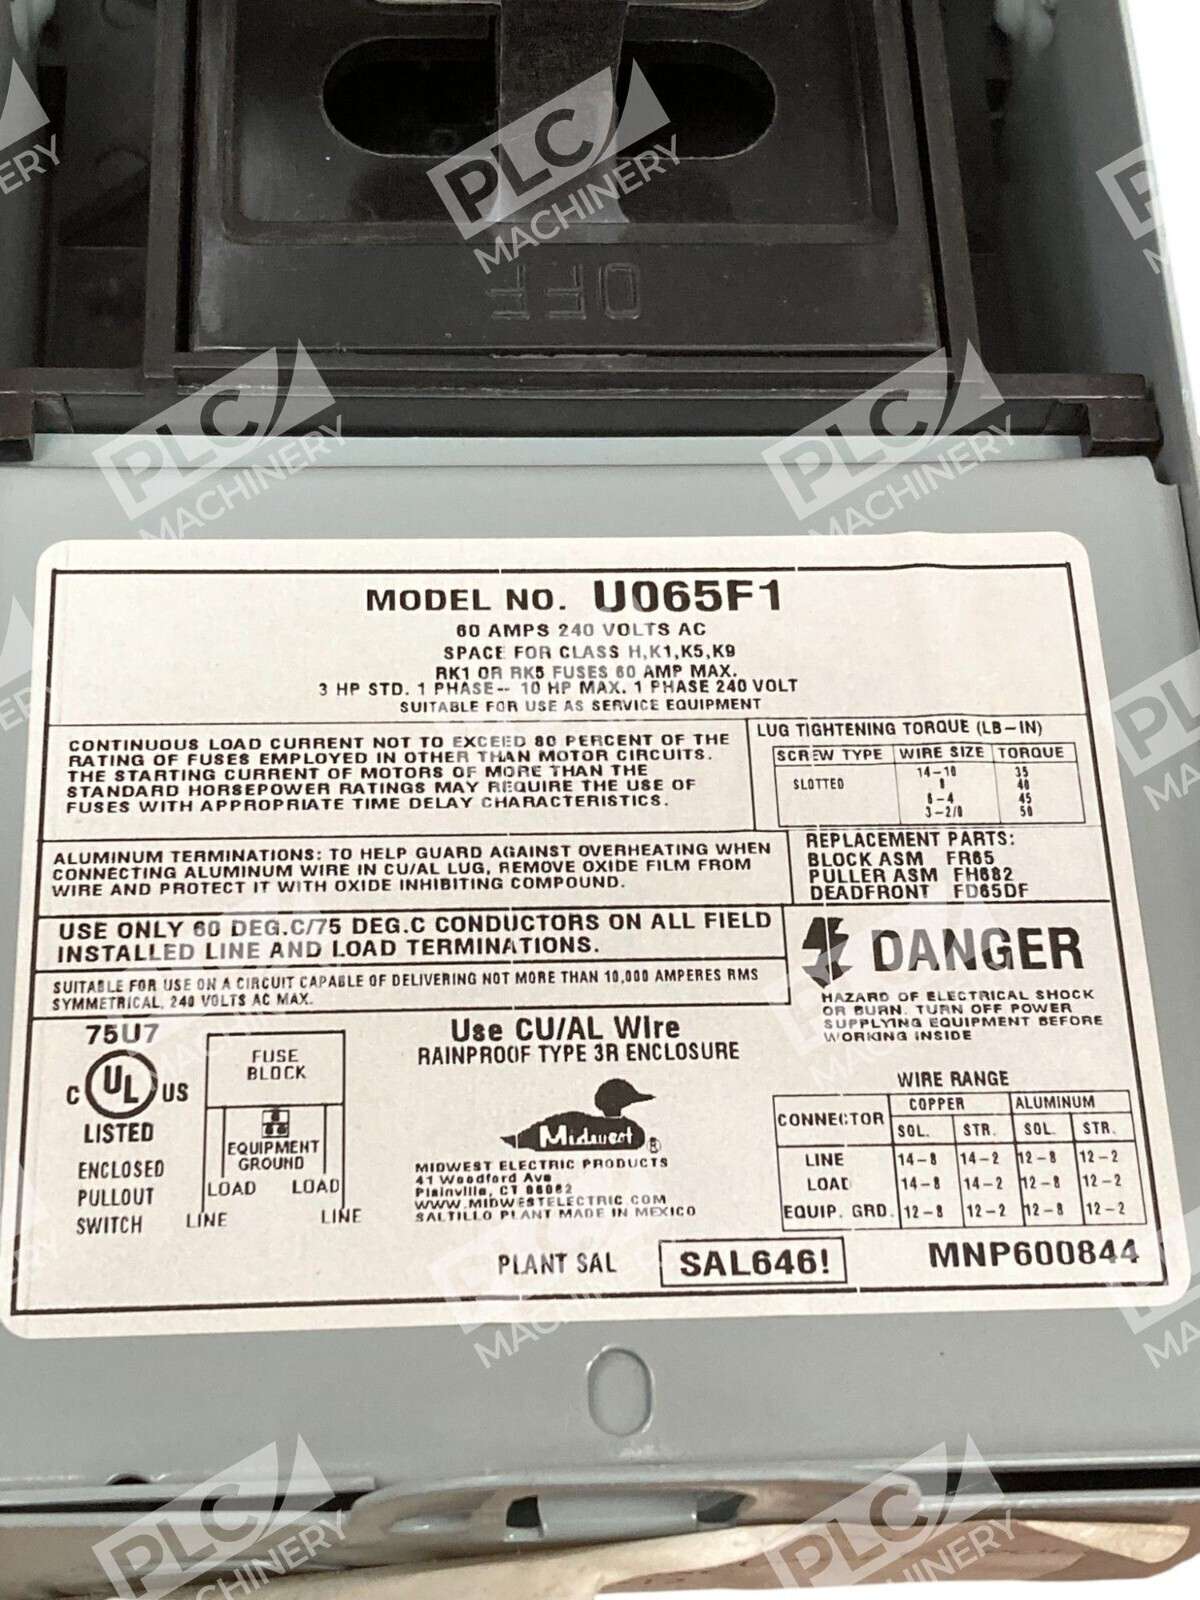 OFF
MODEL NO. U065F1
60 AMPS 240 VOLTS AC
SPACE FOR CLASS H,K1,K5,K9
RK1 OR RK5 FUSES 60 AMP MAX.
3 HP STD. 1 PHASE-- 10 HP MAX. 1 PHASE 240 VOLT
SUITABLE FOR USE AS SERVICE EQUIPMENT
CONTINUOUS LOAD CURRENT NOT TO EXCEED 80 PERCENT OF THE
RATING OF FUSES EMPLOYED IN OTHER THAN MOTOR CIRCUITS.
THE STARTING CURRENT OF MOTORS OF MORE THAN THE
STANDARD HORSEPOWER RATINGS MAY REQUIRE THE USE OF
FUSES WITH APPROPRIATE TIME DELAY CHARACTERISTICS.
LUG TIGHTENING TORQUE (LB-IN)
SCREW TYPE WIRE SIZE TORQUE
SLOTTED
14-10 35
8 40
6-4 45
3-2/0 50
ALUMINUM TERMINATIONS: TO HELP GUARD AGAINST OVERHEATING WHEN
CONNECTING ALUMINUM WIRE IN CU/AL LUG, REMOVE OXIDE FILM FROM
WIRE AND PROTECT IT WITH OXIDE INHIBITING COMPOUND.
REPLACEMENT PARTS:
BLOCK ASM FR65
PULLER ASM FH682
DEADFRONT FD65DF
USE ONLY 60 DEG.C/75 DEG.C CONDUCTORS ON ALL FIELD
INSTALLED LINE AND LOAD TERMINATIONS.
SUITABLE FOR USE ON A CIRCUIT CAPABLE OF DELIVERING NOT MORE THAN 10,000 AMPERES RMS
SYMMETRICAL, 240 VOLTS AC MAX.
DANGER
HAZARD OF ELECTRICAL SHOCK
OR BURN. TURN OFF POWER
SUPPLYING EQUIPMENT BEFORE
WORKING INSIDE
75U7
C UL US
LISTED
ENCLOSED
PULLOUT
SWITCH
FUSE
BLOCK
EQUIPMENT
GROUND
LOAD LOAD
LINE LINE
Use CU/AL Wire
RAINPROOF TYPE 3R ENCLOSURE
Midwest ®
MIDWEST ELECTRIC PRODUCTS
41 Woodford Ave
Plainville, CT 06062
WWW.MIDWESTELECTRIC.COM
SALTILLO PLANT MADE IN MEXICO
WIRE RANGE
CONNECTOR COPPER ALUMINUM
SOL. STR. SOL. STR.
LINE 14-8 14-2 12-8 12-2
LOAD 14-8 14-2 12-8 12-2
EQUIP. GRD. 12-8 12-2 12-8 12-2
PLANT SAL SAL646! MNP600844
PLC MACHINERY